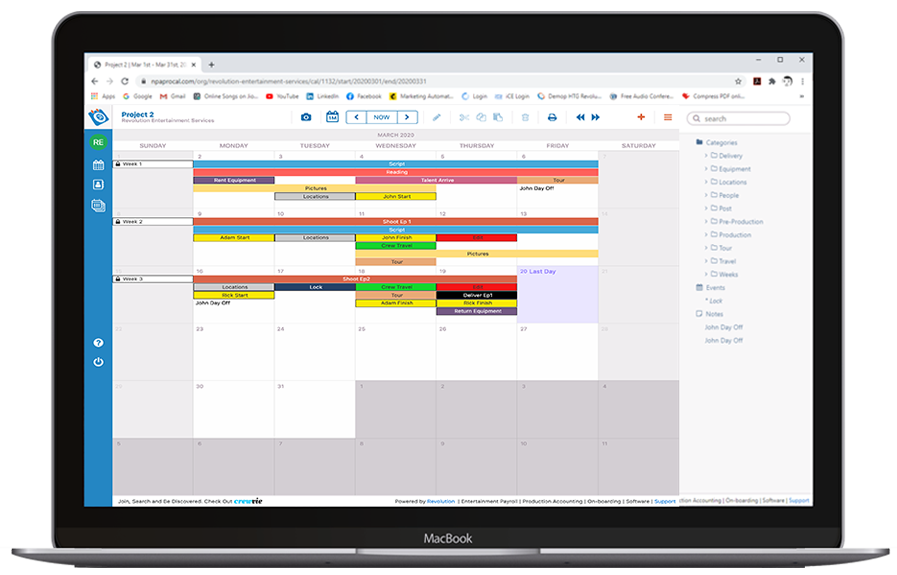 Project 2 | Mar 1st - Mar 31st, 20
npaprocal.com/org/revolution-entertainment-services/cal/1132/start/20200301/end/20200331
Apps Google Gmail Online Songs on Jio... YouTube LinkedIn Facebook Marketing Automat... Login iCE Login Demop HTG Revolu... Free Audio Confere... Compress PDF onl...
Project 2
Revolution Entertainment Services
NOW
search
RE
MARCH 2020
SUNDAY MONDAY TUESDAY WEDNESDAY THURSDAY FRIDAY SATURDAY
2 3 4 5 6
Week 1 Script
Reading
Rent Equipment Talent Arrive Tour
Pictures John Day Off
Locations John Start
9 10 11 12 13
Week 2 Shoot Ep 1
Script
Adam Start Locations John Finish
Crew Travel
Pictures
Tour
16 17 18 19 20 Last Day 21
Week 3 Shoot Ep2
Locations Lock Crew Travel
Rick Start Tour Deliver Ep1
John Day Off Adam Finish Rick Finish
Return Equipment
23 24 25 26 27
30 31 1 2 3 4
5 6 7 8 9 10 11
Categories
Delivery
Equipment
Locations
People
Post
Pre-Production
Production
Tour
Travel
Weeks
Events
* Lock
Notes
John Day Off
John Day Off
Join, Search and Be Discovered. Check Out crewvie
Powered by Revolution | Entertainment Payroll | Production Accounting | On-boarding | Software | Support
ction Accounting | On-boarding | Software | Support
MacBook